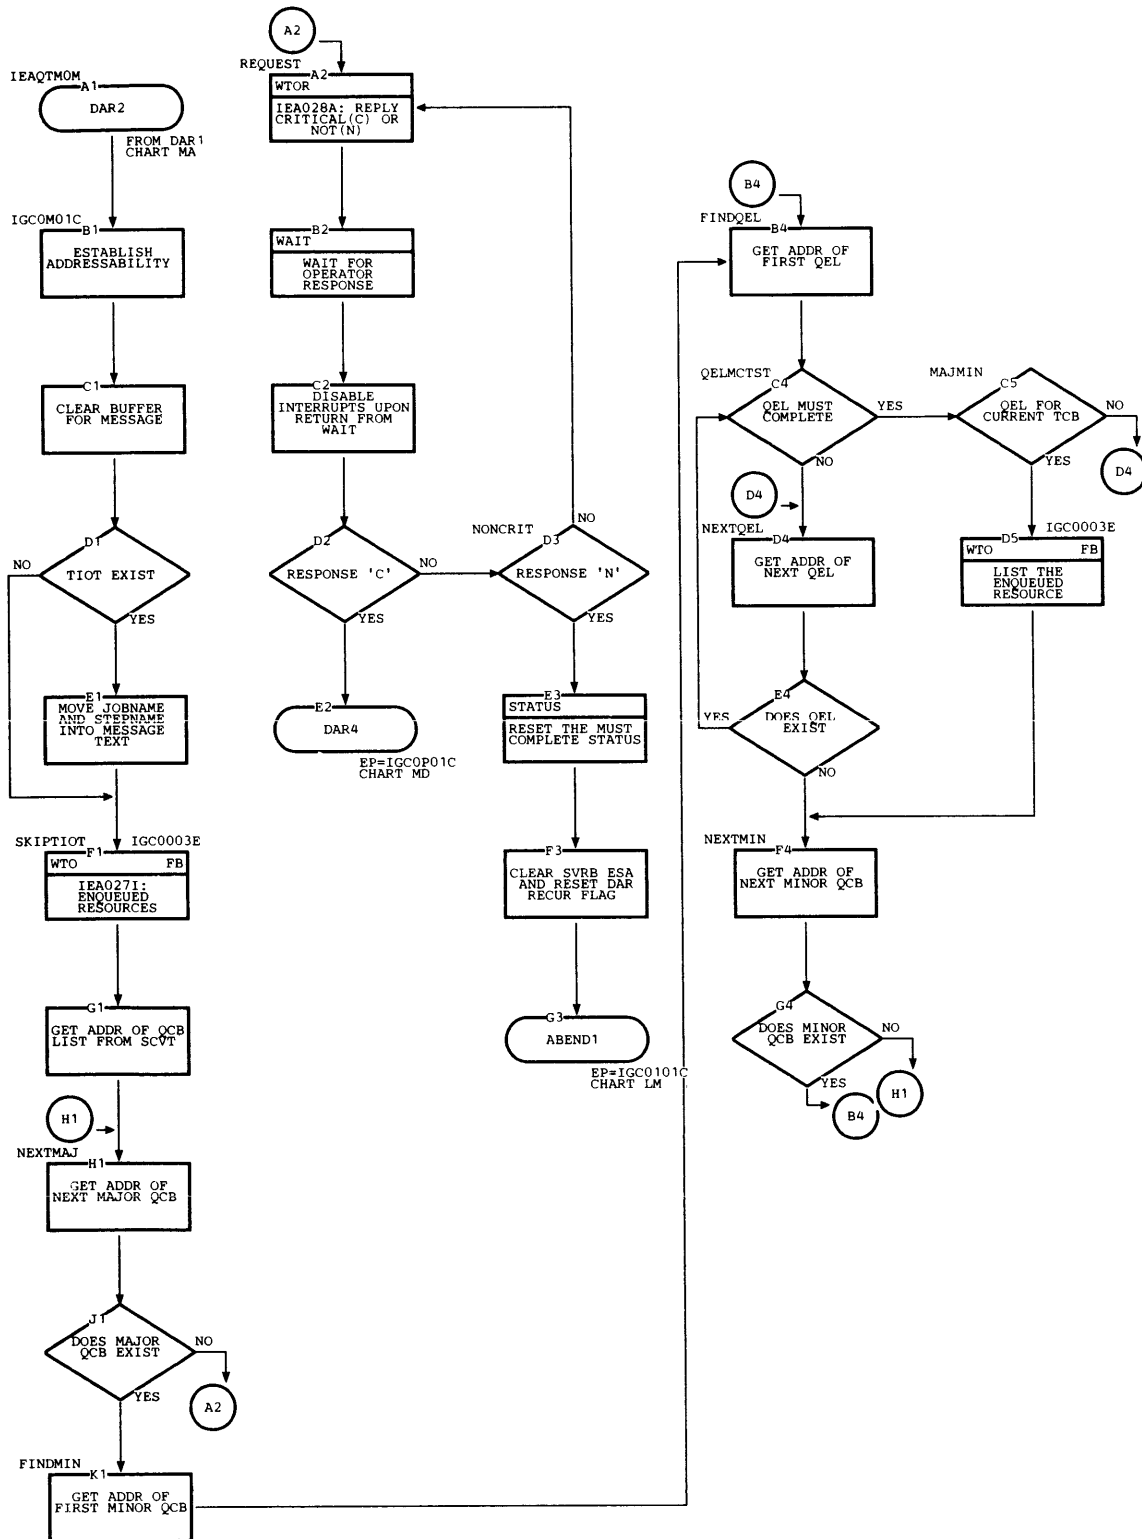 IEAQTM0M
A1
DAR2
FROM DAR1
CHART MA
IGC0M01C
B1
ESTABLISH
ADDRESSABILITY
C1
CLEAR BUFFER
FOR MESSAGE
D1
NO
TIOT EXIST
YES
E1
MOVE JOBNAME
AND STEPNAME
INTO MESSAGE
TEXT
SKIPTIOT
IGC0003E
F1
WTO FB
IEA027I:
ENQUEUED
RESOURCES
G1
GET ADDR OF QCB
LIST FROM SCVT
H1
NEXTMAJ
H1
GET ADDR OF
NEXT MAJOR QCB
J1
DOES MAJOR
QCB EXIST
NO
YES
A2
FINDMIN
K1
GET ADDR OF
FIRST MINOR QCB
A2
REQUEST
A2
WTOR
IEA028A: REPLY
CRITICAL(C) OR
NOT(N)
B2
WAIT
WAIT FOR
OPERATOR
RESPONSE
C2
DISABLE
INTERRUPTS UPON
RETURN FROM
WAIT
D2
RESPONSE 'C'
NO
YES
E2
DAR4
EP=IGC0P01C
CHART MD
NONCRIT
NO
D3
RESPONSE 'N'
YES
E3
STATUS
RESET THE MUST
COMPLETE STATUS
F3
CLEAR SVRB ESA
AND RESET DAR
RECUR FLAG
G3
ABEND1
EP=IGC0101C
CHART LM
B4
FINDQEL
B4
GET ADDR OF
FIRST QEL
QELMCTST
C4
QEL MUST
COMPLETE
YES
NO
D4
NEXTQEL
D4
GET ADDR OF
NEXT QEL
E4
YES
DOES QEL
EXIST
NO
NEXTMIN
F4
GET ADDR OF
NEXT MINOR QCB
G4
DOES MINOR
QCB EXIST
NO
YES
B4
H1
MAJMIN
C5
QEL FOR
CURRENT TCB
NO
YES
D4
IGC0003E
D5
WTO FB
LIST THE
ENQUEUED
RESOURCE